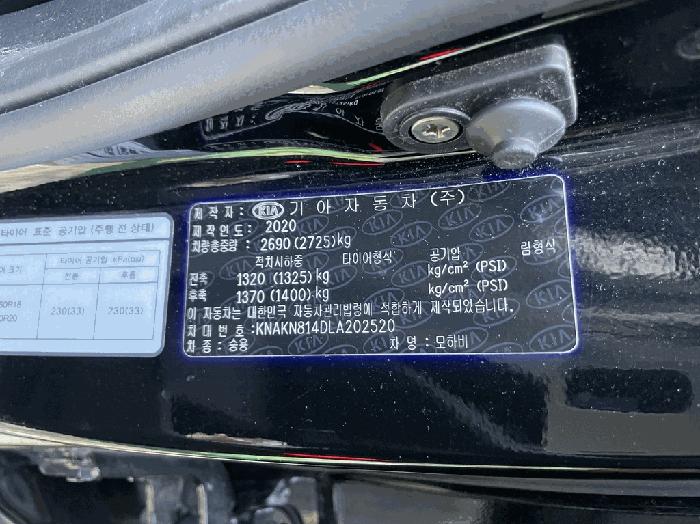 타이어 표준 공기압 (주행 전 상태)
타이어 공기압 kPa(psi)
크기
전륜 후륜
230(33) 230(33)
R20
제작자 : KIA 기아자동차 (주)
제작연도 : 2020
차량총중량 : 2690 (2725)kg
적차시하중 타이어형식 공기압 림형식
전축 1320 (1325)kg kg/cm² (PSI)
후축 1370 (1400)kg kg/cm² (PSI)
이 자동차는 대한민국 자동차관리법령에 적합하게 제작되었습니다.
차대번호 :KNAKN814DLA202520
차종 : 승용 차명 : 모하비